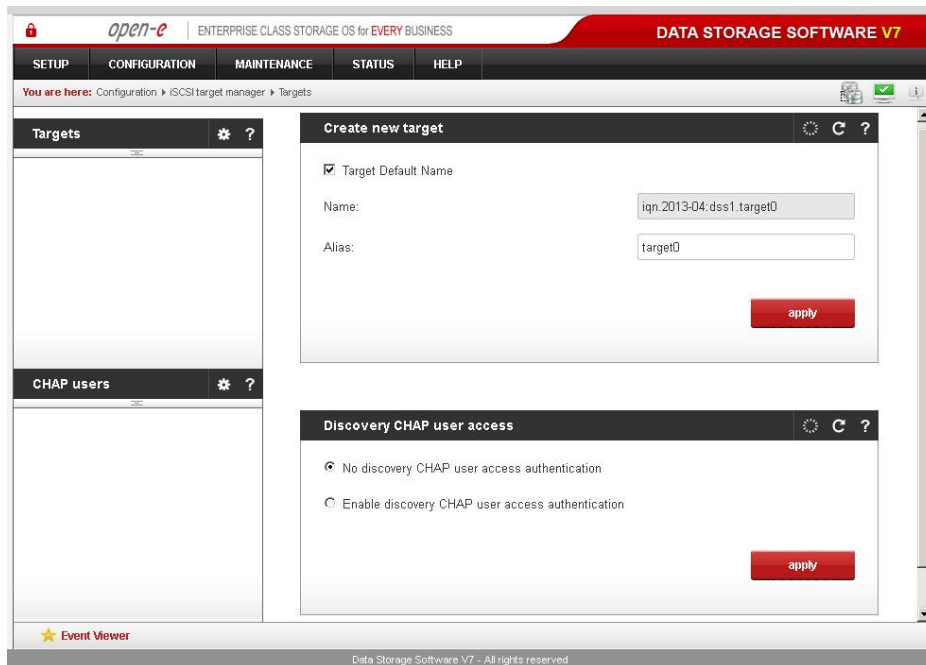 open-e ENTERPRISE CLASS STORAGE OS for EVERY BUSINESS
DATA STORAGE SOFTWARE V7
SETUP CONFIGURATION MAINTENANCE STATUS HELP
You are here: Configuration iSCSI target manager Targets
Targets ?
Create new target ?
Target Default Name
Name: iqn.2013-04:dss1.target0
Alias: target0
apply
CHAP users ?
Discovery CHAP user access ?
No discovery CHAP user access authentication
Enable discovery CHAP user access authentication
apply
Event Viewer
Data Storage Software V7 - All rights reserved